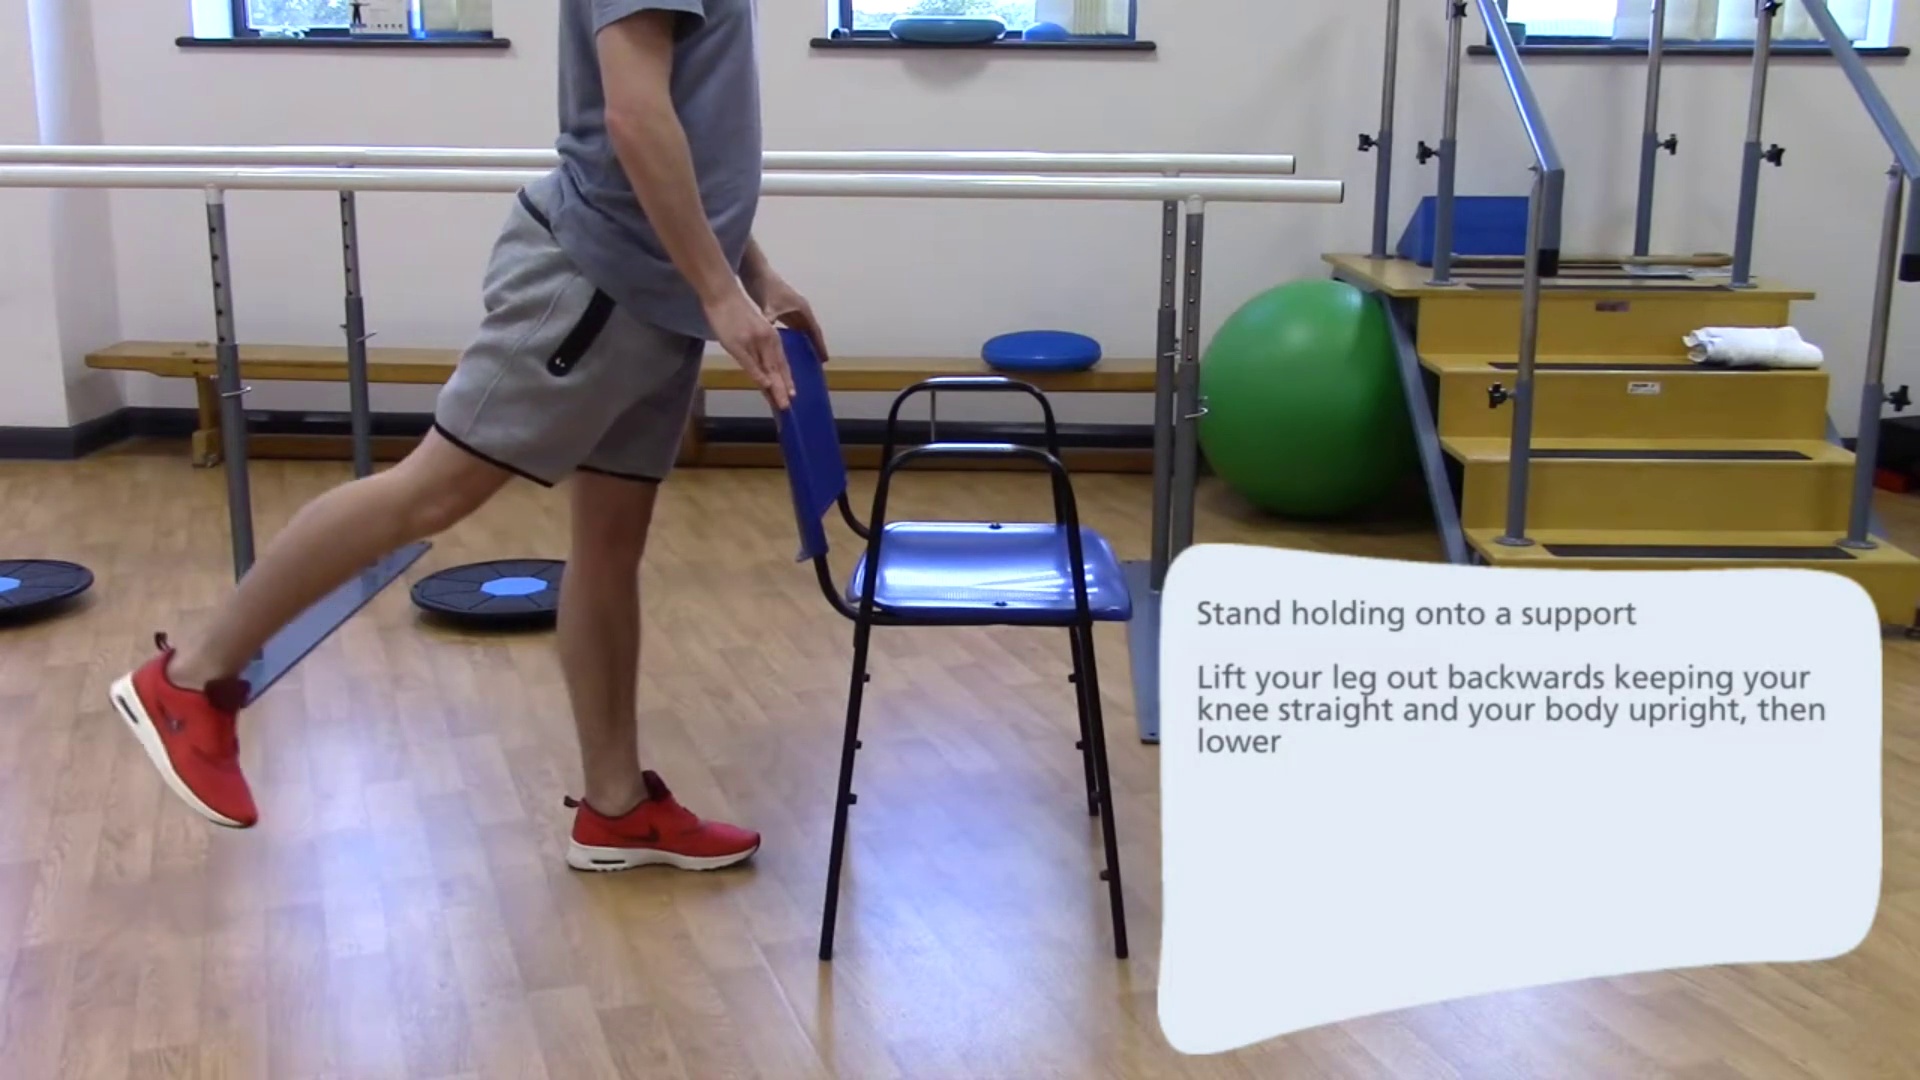 Stand holding onto a support
Lift your leg out backwards keeping your
knee straight and your body upright, then
lower